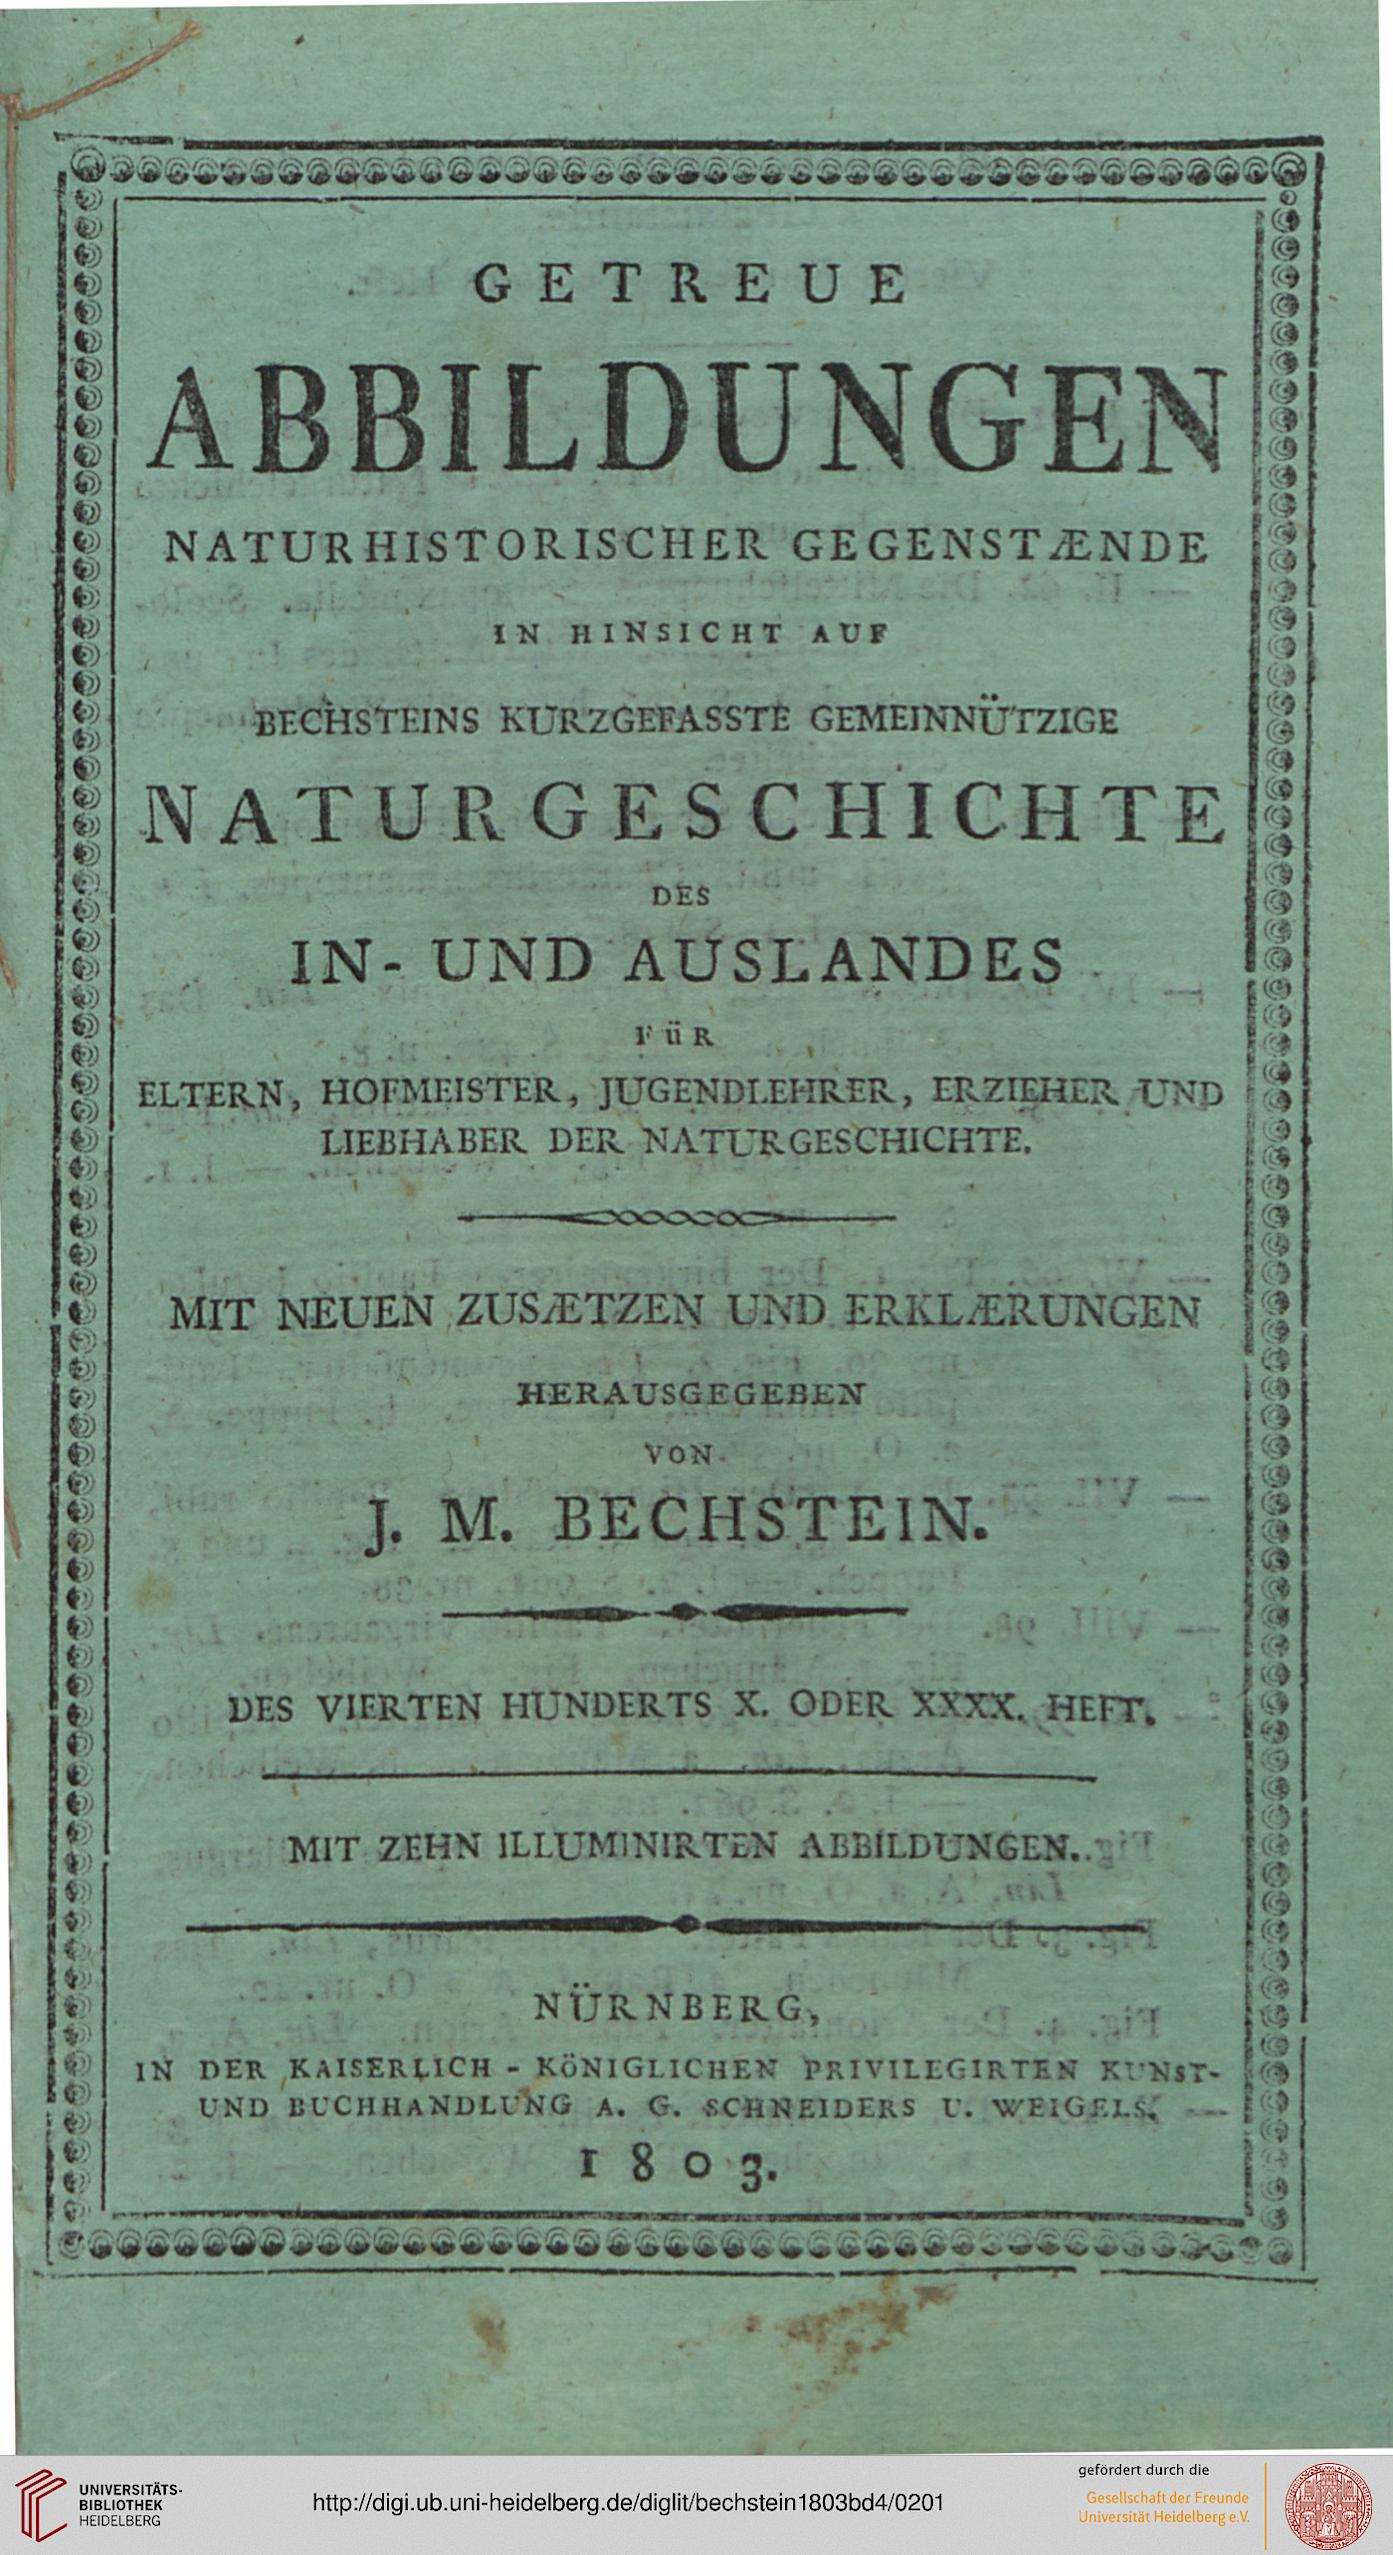 GETREUE
ABBILDUNGEN
NATURHISTORISCHER GEGENSTÆNDE
IN HINSICHT AUF
BECHSTEINS KURZGEFASSTE GEMEINNÜTZIGE
NATURGESCHICHTE
DES
IN- UND AUSLANDES
FüR
ELTERN, HOFMEISTER, JUGENDLEHRER, ERZIEHER UND
LIEBHABER DER NATURGESCHICHTE.
MIT NEUEN ZUSÆTZEN UND ERKLÆRUNGEN
HERAUSGEGEBEN
VON
J. M. BECHSTEIN.
DES VIERTEN HUNDERTS X. ODER XXXX. HEFT.
MIT ZEHN ILLUMINIRTEN ABBILDUNGEN.
NÜRNBERG,
IN DER KAISERLICH - KöNIGLICHEN PRIVILEGIRTEN KUNST-
UND BUCHHANDLUNG A. G. SCHNEIDERS U. WEIGELS.
1803.
UNIVERSITÄTS-
BIBLIOTHEK
HEIDELBERG
http://digi.ub.uni-heidelberg.de/diglit/bechstein1803bd4/0201
gefördert durch die
Gesellschaft der Freunde
Universität Heidelberg e.V.